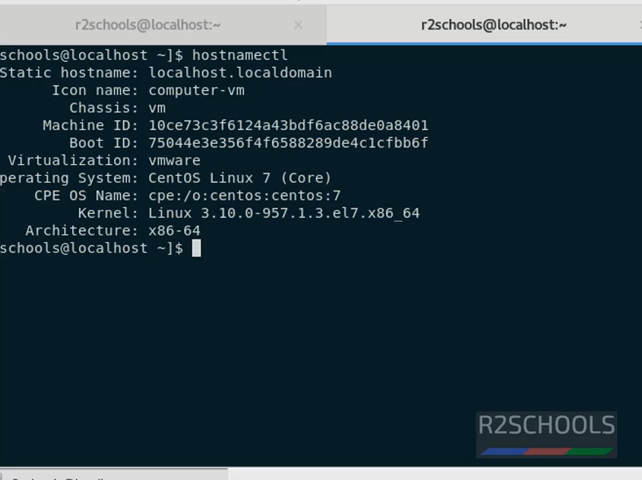 r2schools@localhost:~ × r2schools@localhost:~
schools@localhost ~]$ hostnamectl
Static hostname: localhost.localdomain
Icon name: computer-vm
Chassis: vm
Machine ID: 10ce73c3f6124a43bdf6ac88de0a8401
Boot ID: 75044e3e356f4f6588289de4c1cfbb6f
Virtualization: vmware
perating System: CentOS Linux 7 (Core)
CPE OS Name: cpe:/o:centos:centos:7
Kernel: Linux 3.10.0-957.1.3.el7.x86_64
Architecture: x86-64
schools@localhost ~]$
R2SCHOOLS